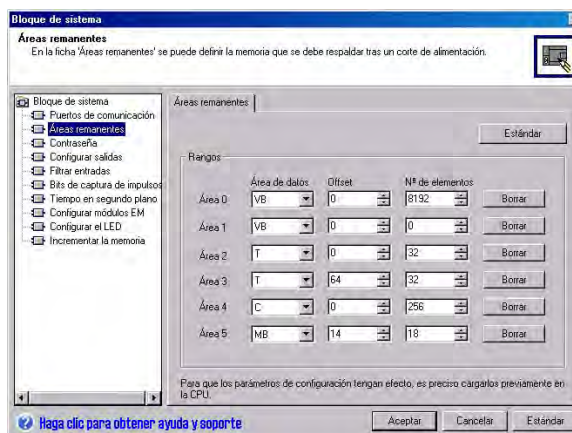 Bloque de sistema
Áreas remanentes
En la ficha 'Áreas remanentes' se puede definir la memoria que se debe respaldar tras un corte de alimentación.
Bloque de sistema
Puertos de comunicación
Áreas remanentes
Contraseña
Configurar salidas
Filtrar entradas
Bits de captura de impulsos
Tiempo en segundo plano
Configurar módulos EM
Configurar el LED
Incrementar la memoria
Áreas remanentes
Estándar
Rangos
Área de datos Offset Nº de elementos
Área 0 VB 0 8192 Borrar
Área 1 VB 0 0 Borrar
Área 2 T 0 32 Borrar
Área 3 T 64 32 Borrar
Área 4 C 0 256 Borrar
Área 5 MB 14 18 Borrar
Para que los parámetros de configuración tengan efecto, es preciso cargarlos previamente en
la CPU.
Haga clic para obtener ayuda y soporte
Aceptar Cancelar Estándar